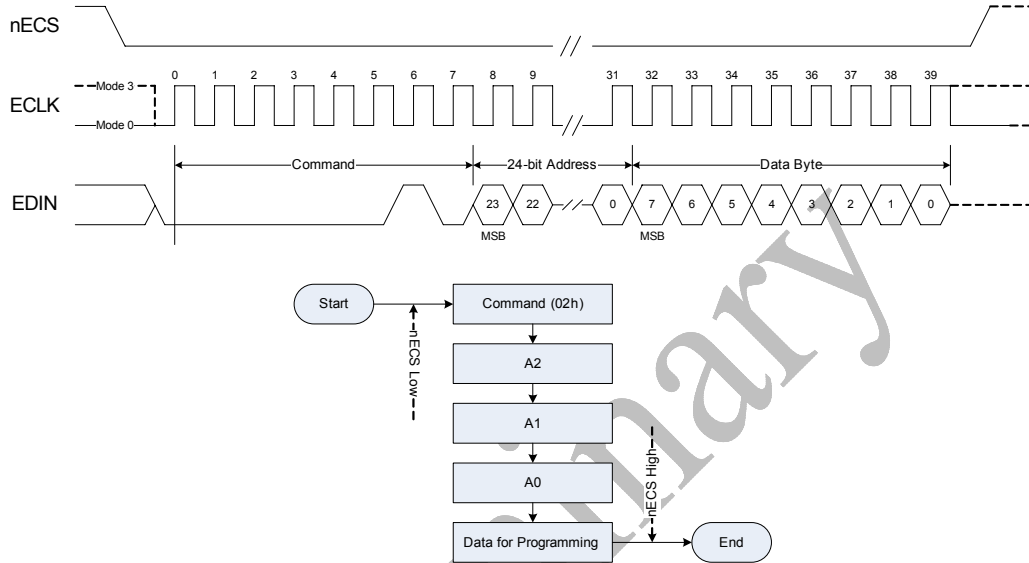 nECS
0 1 2 3 4 5 6 7 8 9 31 32 33 34 35 36 37 38 39
Mode 3
ECLK
Mode 0
Command 24-bit Address Data Byte
EDIN
23 22 0 7 6 5 4 3 2 1 0
MSB MSB
Start
Command (02h)
nECS Low
A2
A1
A0
nECS High
Data for Programming
End
inary